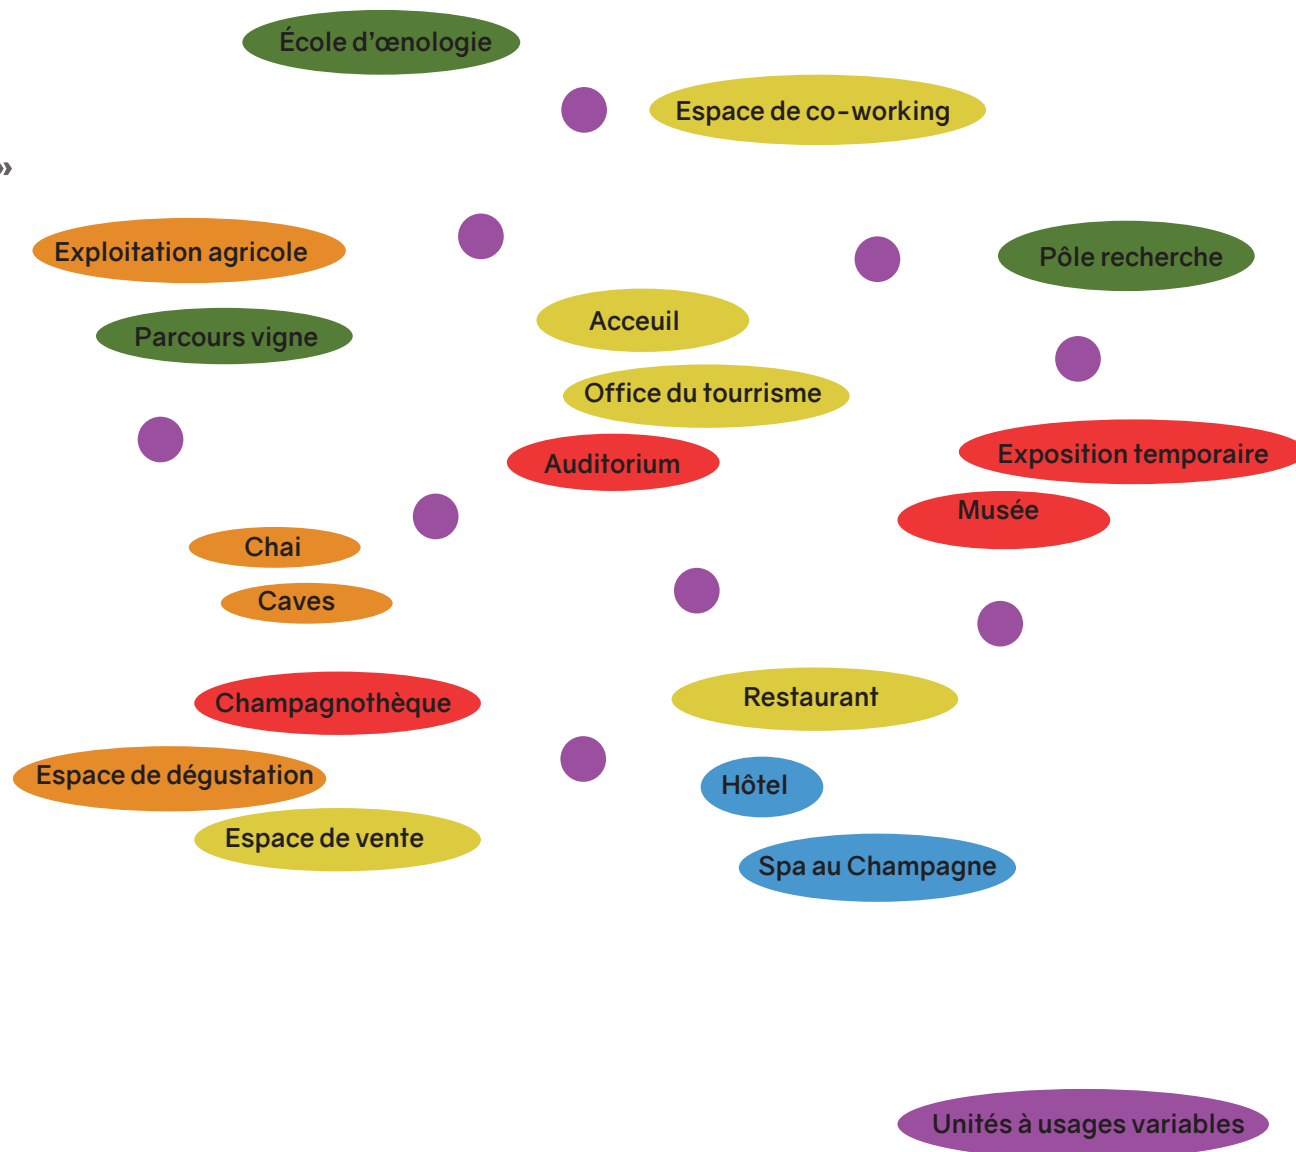 École d’œnologie
Espace de co-working
»
Exploitation agricole
Pôle recherche
Parcours vigne
Acceuil
Office du tourrisme
Auditorium
Exposition temporaire
Musée
Chai
Caves
Champagnothèque
Restaurant
Espace de dégustation
Hôtel
Espace de vente
Spa au Champagne
Unités à usages variables